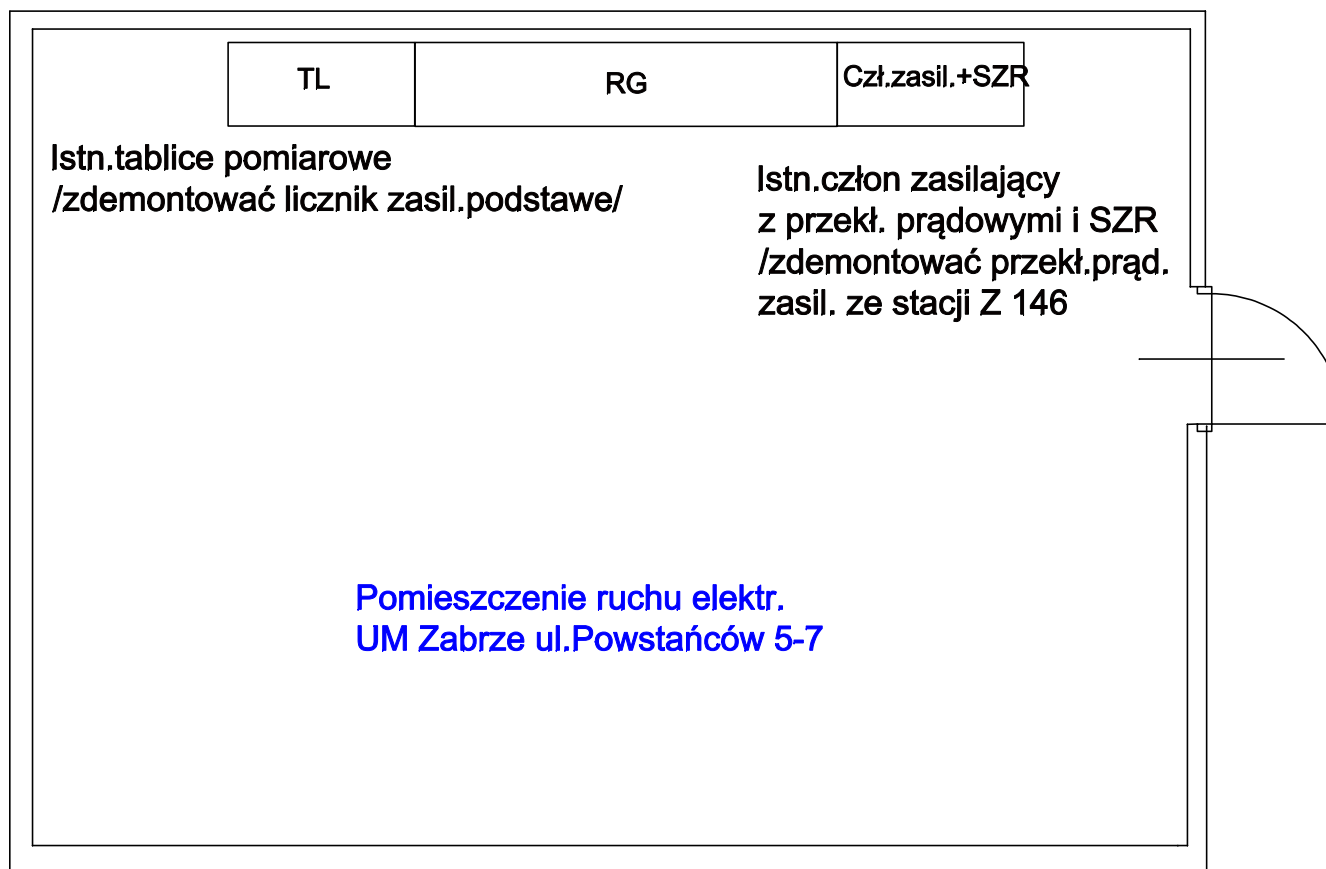 TL
RG
Czł.zasil.+SZR
Istn.tablice pomiarowe
/zdemontować licznik zasil.podstawe/
Istn.człon zasilający
z przekł. prądowymi i SZR
/zdemontować przekł.prąd.
zasil. ze stacji Z 146
Pomieszczenie ruchu elektr.
UM Zabrze ul.Powstańców 5-7